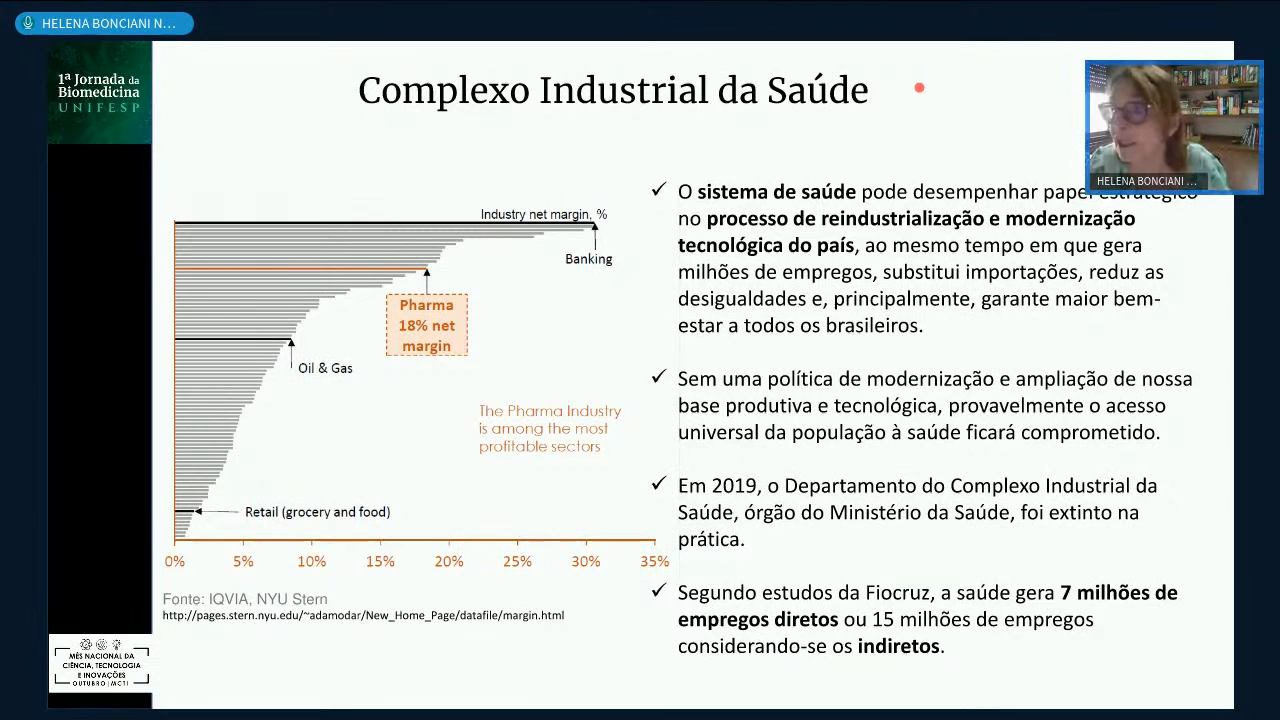 HELENA BONCIANI N...
1ª Jornada da
Biomedicina
UNIFESP
Complexo Industrial da Saúde
HELENA BONCIANI ...
Industry net margin, %
Banking
Pharma
18% net
margin
Oil & Gas
The Pharma Industry
is among the most
profitable sectors
Retail (grocery and food)
0% 5% 10% 15% 20% 25% 30% 35%
Fonte: IQVIA, NYU Stern
http://pages.stern.nyu.edu/~adamodar/New_Home_Page/datafile/margin.html
✓ O sistema de saúde pode desempenhar papel estratégico
no processo de reindustrialização e modernização
tecnológica do país, ao mesmo tempo em que gera
milhões de empregos, substitui importações, reduz as
desigualdades e, principalmente, garante maior bem-
estar a todos os brasileiros.
✓ Sem uma política de modernização e ampliação de nossa
base produtiva e tecnológica, provavelmente o acesso
universal da população à saúde ficará comprometido.
✓ Em 2019, o Departamento do Complexo Industrial da
Saúde, órgão do Ministério da Saúde, foi extinto na
prática.
✓ Segundo estudos da Fiocruz, a saúde gera 7 milhões de
empregos diretos ou 15 milhões de empregos
considerando-se os indiretos.
MÊS NACIONAL DA
CIÊNCIA, TECNOLOGIA
E INOVAÇÕES
OUTUBRO | MCTI